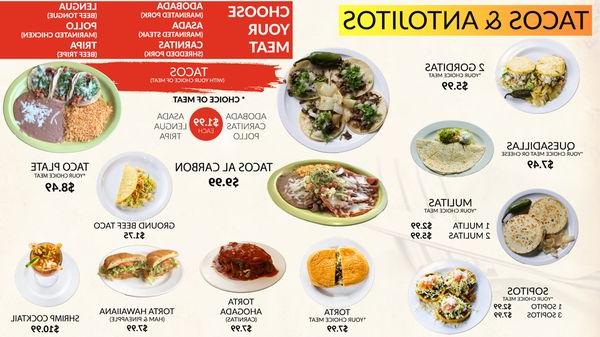 TACOS & ANTOJITOS
CHOOSE
YOUR
MEAT
ADOBADA
(MARINATED PORK)
ASADA
(MARINATED STEAK)
CARNITAS
(SHREDDED PORK)
LENGUA
(BEEF TONGUE)
POLLO
(MARINATED CHICKEN)
TRIPA
(BEEF TRIPE)
TACOS
(WITH YOUR CHOICE OF MEAT)
* CHOICE OF MEAT
ADOBADA
CARNITAS
POLLO
$1.99
EACH
ASADA
LENGUA
TRIPA
2 GORDITAS
*YOUR CHOICE MEAT
$5.99
QUESADILLAS
*YOUR CHOICE MEAT OR CHEESE
$7.49
MULITAS
*YOUR CHOICE MEAT
1 MULITA $2.99
2 MULITAS $5.99
SOPITOS
*YOUR CHOICE MEAT
1 SOPITO $2.99
3 SOPITOS $7.99
TACOS AL CARBON
$9.99
TACO PLATE
*YOUR CHOICE MEAT
$8.49
GROUND BEEF TACO
$1.75
TORTA
*YOUR CHOICE MEAT
$7.99
TORTA
AHOGADA
(CARNITAS)
$7.99
TORTA HAWAIIANA
(HAM & PINEAPPLE)
$7.99
SHRIMP COCKTAIL
$10.99